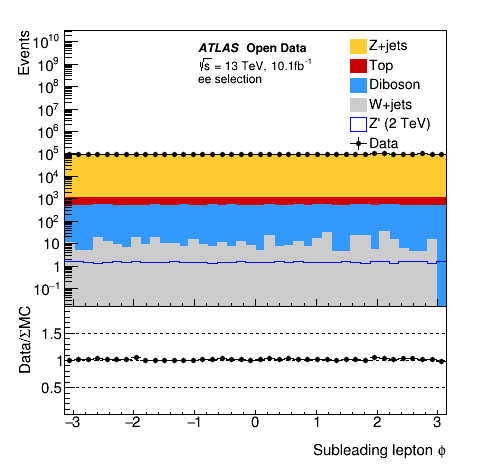 Events
10¹⁰
10⁹
10⁸
10⁷
10⁶
10⁵
10⁴
10³
10²
10
1
10⁻¹
ATLAS Open Data
√s = 13 TeV, 10.1fb⁻¹
ee selection
Z+jets
Top
Diboson
W+jets
Z' (2 TeV)
Data
Data/ΣMC
1.5
1
0.5
−3 −2 −1 0 1 2 3
Subleading lepton ϕ